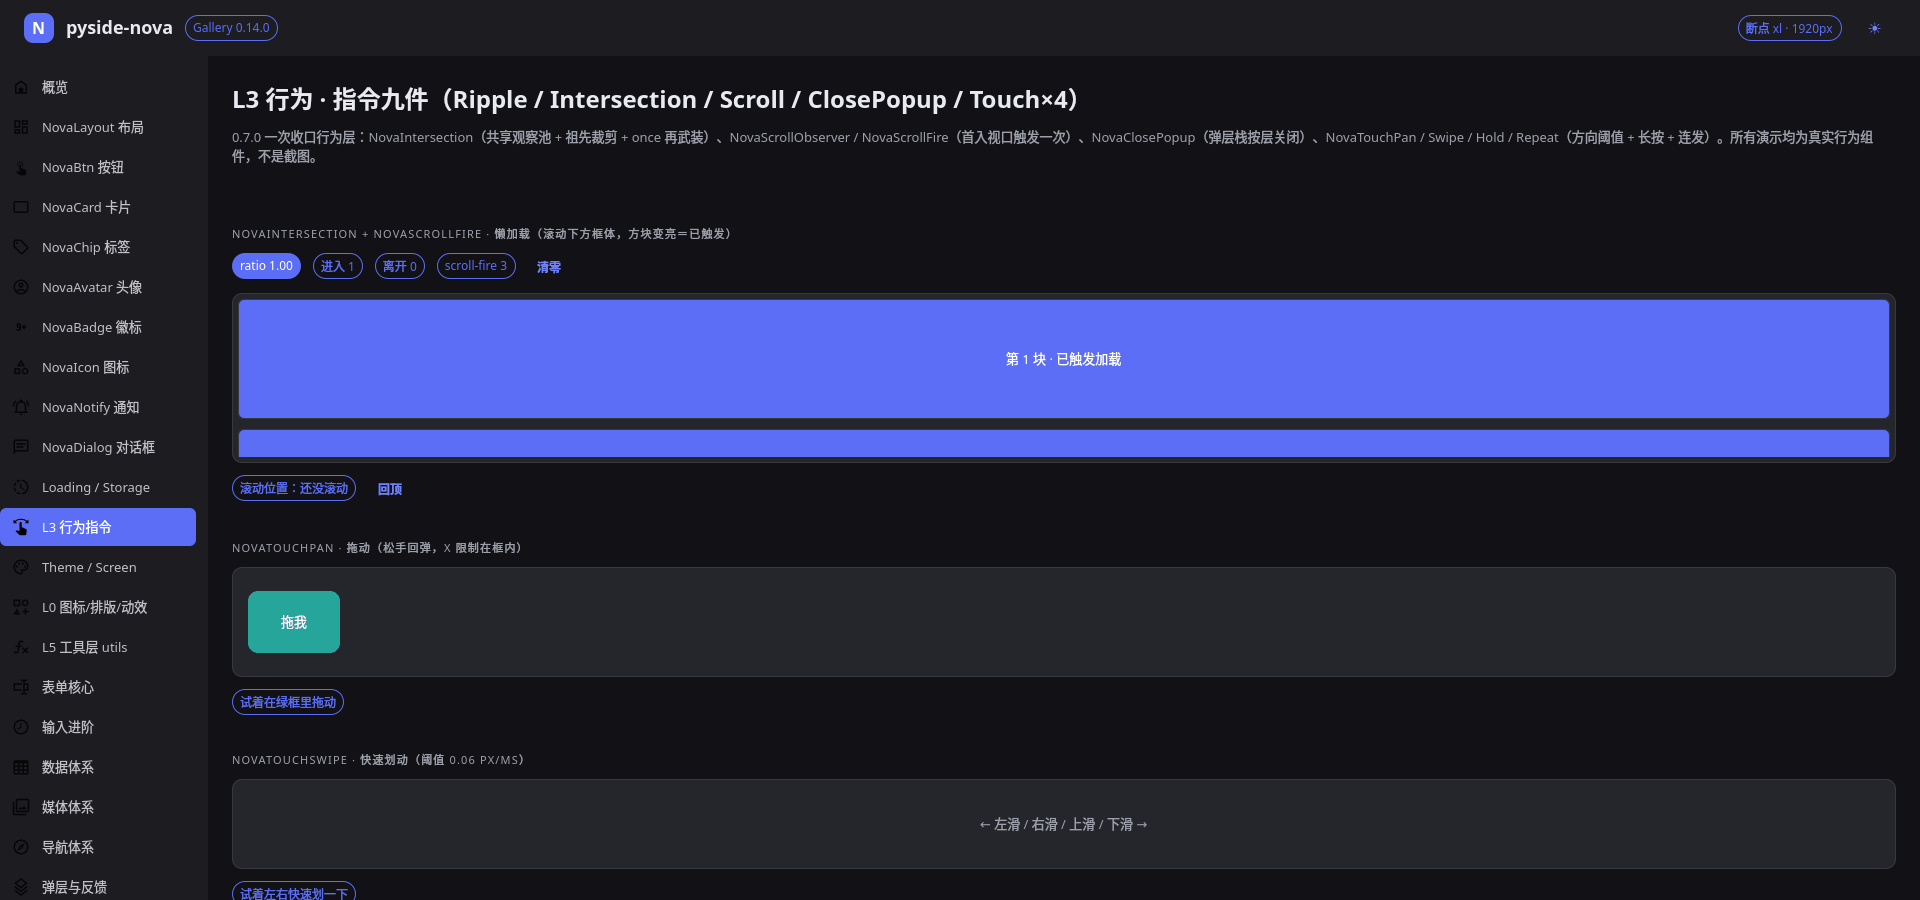 N pyside-nova Gallery 0.14.0
断点 xl · 1920px
概览
NovaLayout 布局
NovaBtn 按钮
NovaCard 卡片
NovaChip 标签
NovaAvatar 头像
9+ NovaBadge 徽标
NovaIcon 图标
NovaNotify 通知
NovaDialog 对话框
Loading / Storage
L3 行为指令
Theme / Screen
L0 图标/排版/动效
L5 工具层 utils
表单核心
输入进阶
数据体系
媒体体系
导航体系
弹层与反馈
L3 行为 · 指令九件（Ripple / Intersection / Scroll / ClosePopup / Touch×4）
0.7.0 一次收口行为层：NovaIntersection（共享观察池 + 祖先裁剪 + once 再武装）、NovaScrollObserver / NovaScrollFire（首入视口触发一次）、NovaClosePopup（弹层栈按层关闭）、NovaTouchPan / Swipe / Hold / Repeat（方向阈值 + 长按 + 连发）。所有演示均为真实行为组
件，不是截图。
NOVAINTERSECTION + NOVASCROLLFIRE · 懒加载（滚动下方框体，方块变亮＝已触发）
ratio 1.00 进入 1 离开 0 scroll-fire 3 清零
第 1 块 · 已触发加载
滚动位置：还没滚动 回顶
NOVATOUCHPAN · 拖动（松手回弹，X 限制在框内）
拖我
试着在绿框里拖动
NOVATOUCHSWIPE · 快速划动（阈值 0.06 PX/MS）
← 左滑 / 右滑 / 上滑 / 下滑 →
试着左右快速划一下